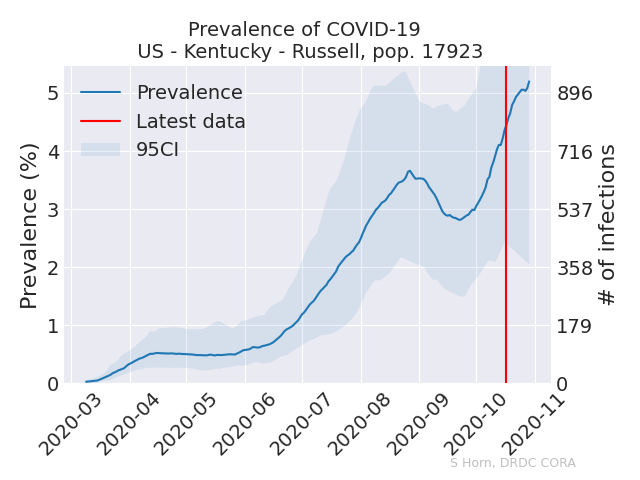 Prevalence of COVID-19
US - Kentucky - Russell, pop. 17923
Prevalence
Latest data
95CI
Prevalence (%)
5
4
3
2
1
0
896
716
537
358
179
0
# of infections
2020-03
2020-04
2020-05
2020-06
2020-07
2020-08
2020-09
2020-10
2020-11
S Horn, DRDC CORA